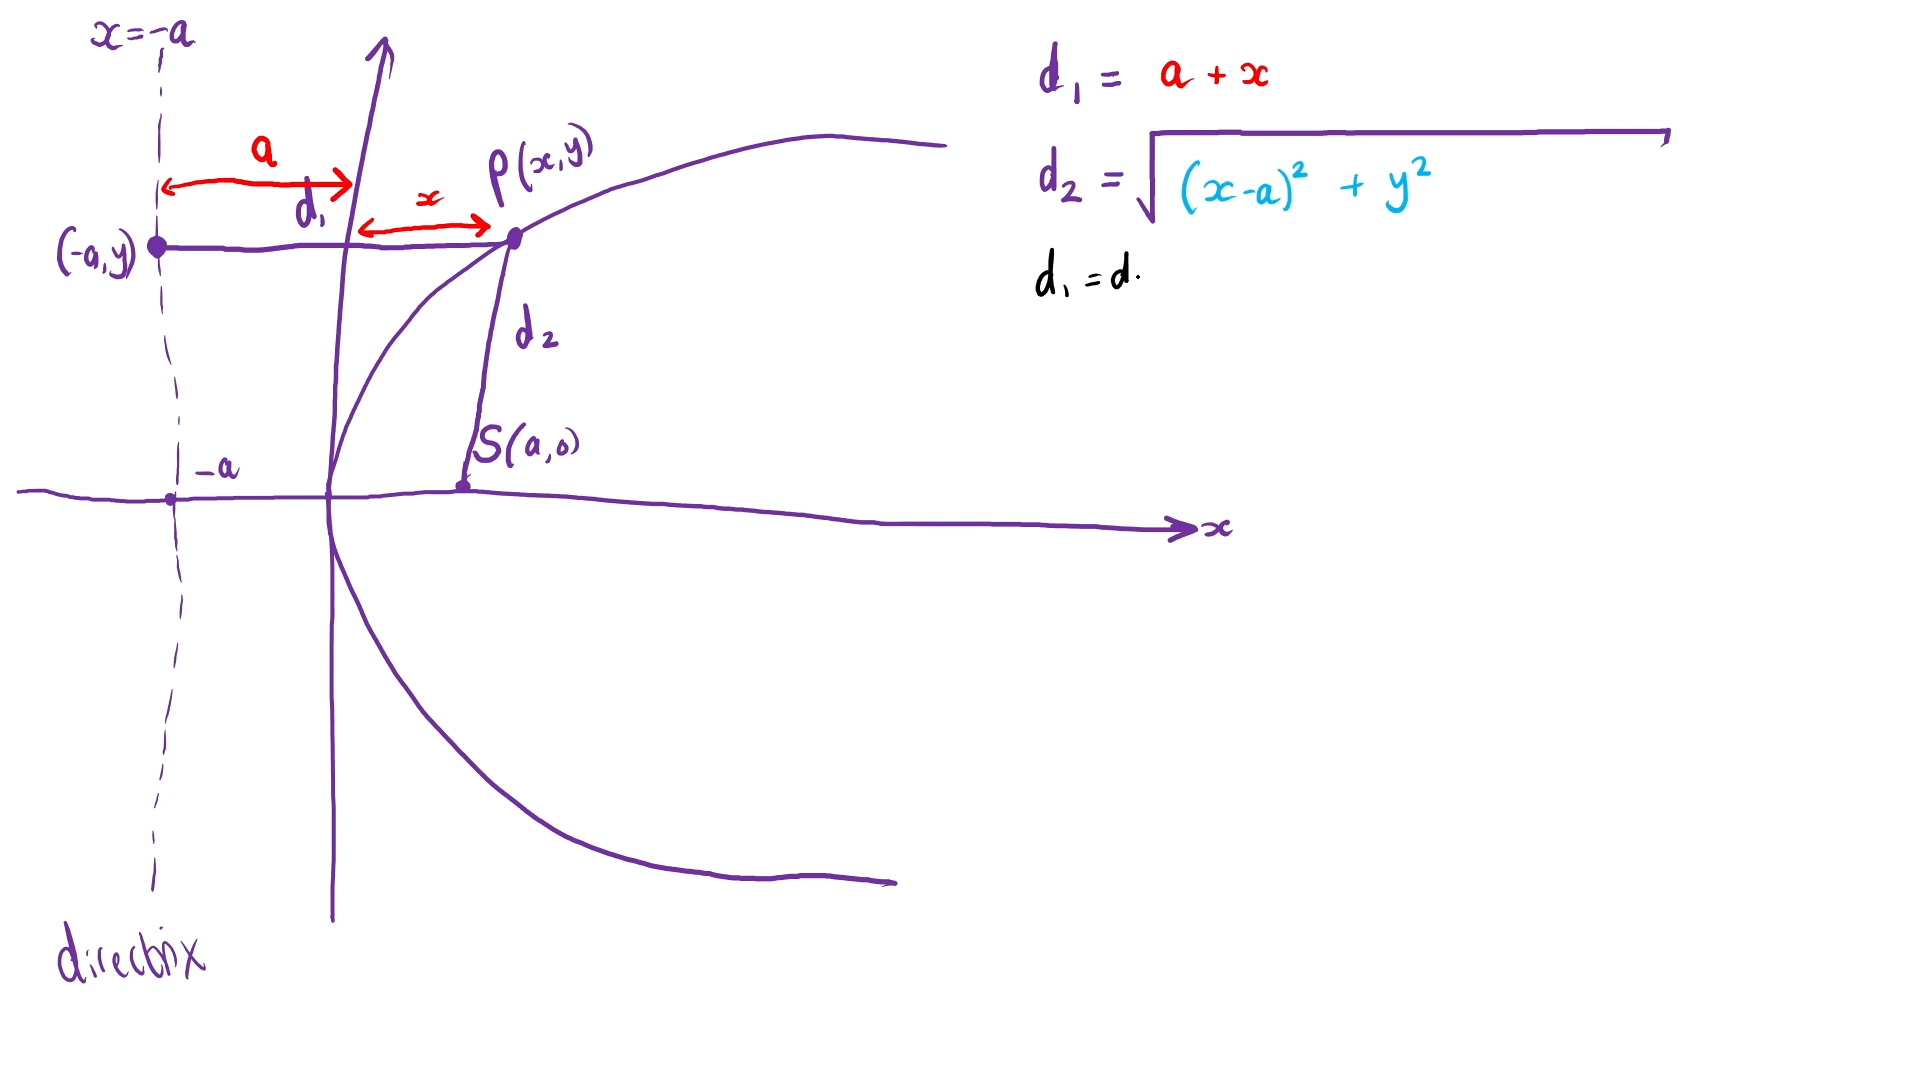 x=-a
d₁ = a + x
a
P(x,y)
d₂ = √((x-a)² + y²)
d₁
x
(-a,y)
d₁ = d
d₂
S(a,0)
-a
x
directrix